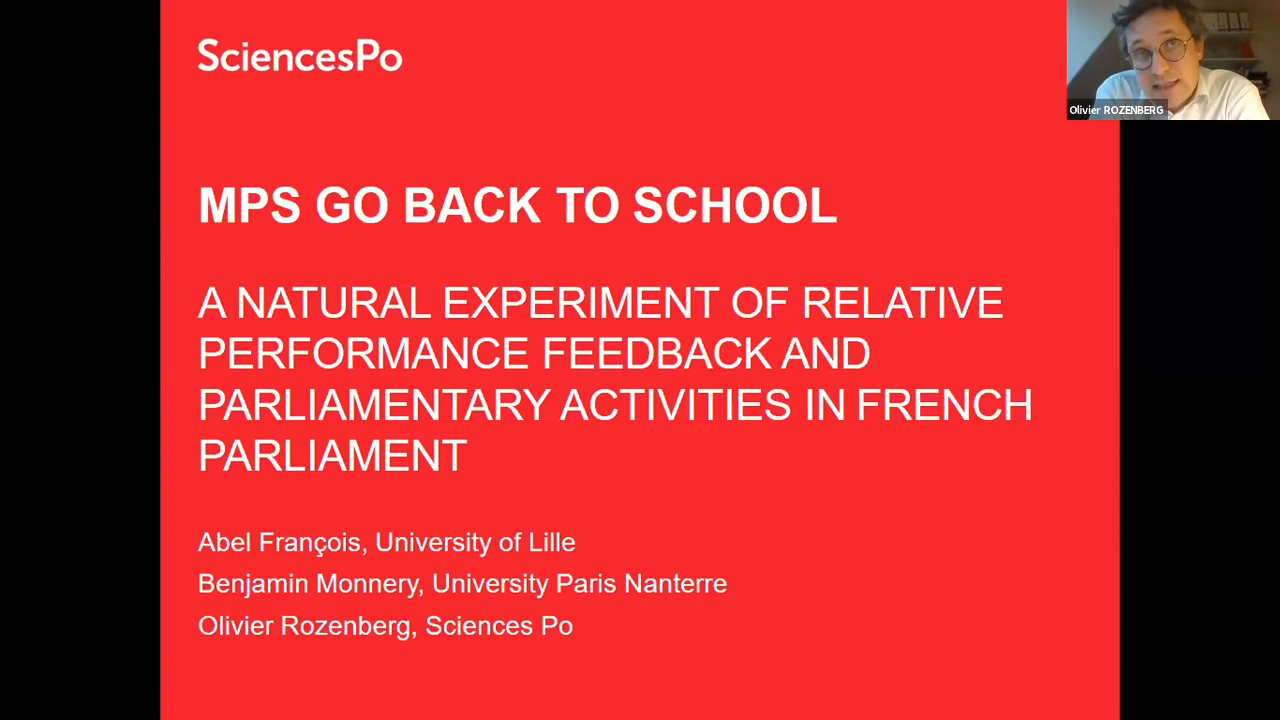 SciencesPo
Olivier ROZENBERG
MPS GO BACK TO SCHOOL
A NATURAL EXPERIMENT OF RELATIVE
PERFORMANCE FEEDBACK AND
PARLIAMENTARY ACTIVITIES IN FRENCH
PARLIAMENT
Abel François, University of Lille
Benjamin Monnery, University Paris Nanterre
Olivier Rozenberg, Sciences Po